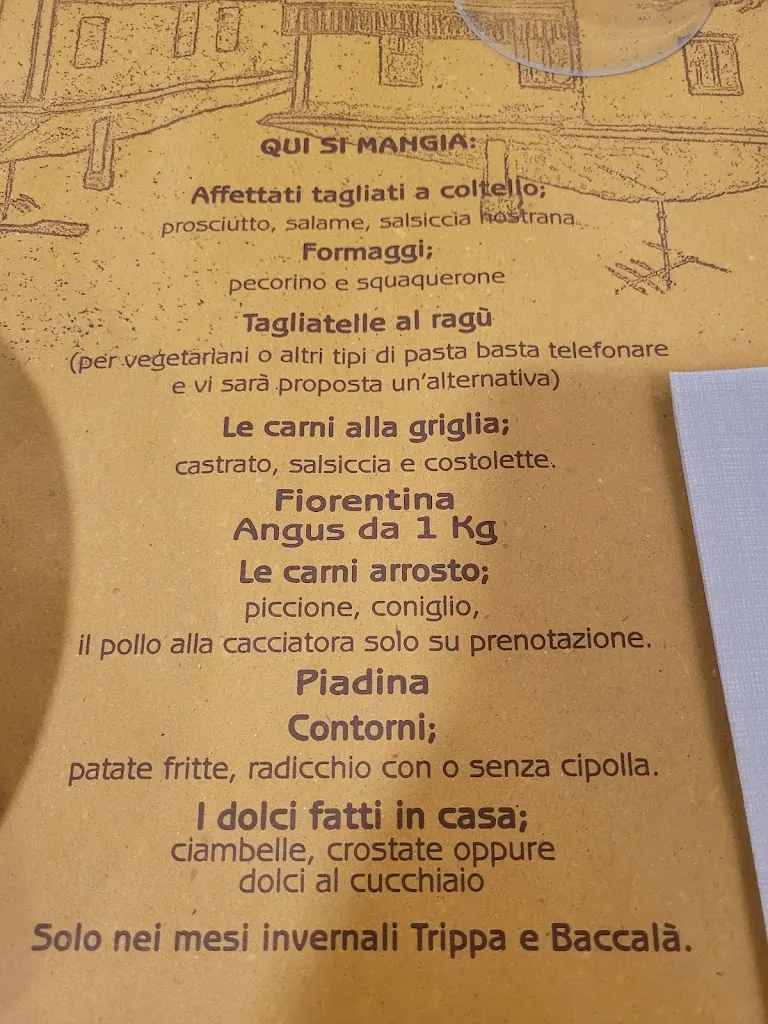 QUI SI MANGIA:
Affettati tagliati a coltello;
prosciutto, salame, salsiccia nostrana.
Formaggi;
pecorino e squaquerone
Tagliatelle al ragù
(per vegetariani o altri tipi di pasta basta telefonare
e vi sarà proposta un'alternativa)
Le carni alla griglia;
castrato, salsiccia e costolette.
Fiorentina
Angus da 1 Kg
Le carni arrosto;
piccione, coniglio,
il pollo alla cacciatora solo su prenotazione.
Piadina
Contorni;
patate fritte, radicchio con o senza cipolla.
I dolci fatti in casa;
ciambelle, crostate oppure
dolci al cucchiaio
Solo nei mesi invernali Trippa e Baccalà.